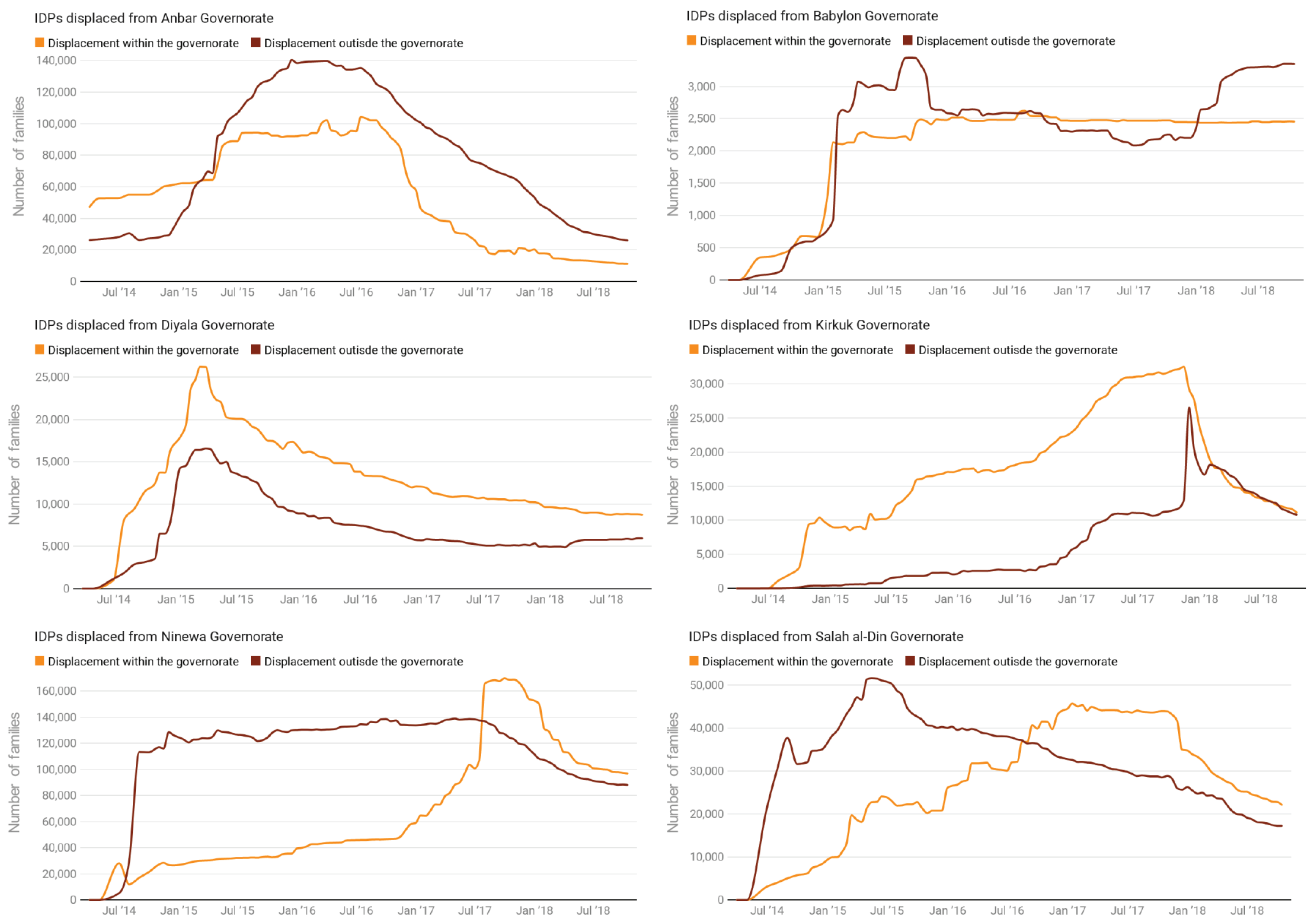 IDPs displaced from Anbar Governorate
Displacement within the governorate Displacement outisde the governorate
Number of families
140,000
120,000
100,000
80,000
60,000
40,000
20,000
0
Jul '14 Jan '15 Jul '15 Jan '16 Jul '16 Jan '17 Jul '17 Jan '18 Jul '18
IDPs displaced from Babylon Governorate
Displacement within the governorate Displacement outisde the governorate
Number of families
3,000
2,500
2,000
1,500
1,000
500
0
Jul '14 Jan '15 Jul '15 Jan '16 Jul '16 Jan '17 Jul '17 Jan '18 Jul '18
IDPs displaced from Diyala Governorate
Displacement within the governorate Displacement outisde the governorate
Number of families
25,000
20,000
15,000
10,000
5,000
0
Jul '14 Jan '15 Jul '15 Jan '16 Jul '16 Jan '17 Jul '17 Jan '18 Jul '18
IDPs displaced from Kirkuk Governorate
Displacement within the governorate Displacement outisde the governorate
Number of families
30,000
25,000
20,000
15,000
10,000
5,000
0
Jul '14 Jan '15 Jul '15 Jan '16 Jul '16 Jan '17 Jul '17 Jan '18 Jul '18
IDPs displaced from Ninewa Governorate
Displacement within the governorate Displacement outisde the governorate
Number of families
160,000
140,000
120,000
100,000
80,000
60,000
40,000
20,000
0
Jul '14 Jan '15 Jul '15 Jan '16 Jul '16 Jan '17 Jul '17 Jan '18 Jul '18
IDPs displaced from Salah al-Din Governorate
Displacement within the governorate Displacement outisde the governorate
Number of families
50,000
40,000
30,000
20,000
10,000
0
Jul '14 Jan '15 Jul '15 Jan '16 Jul '16 Jan '17 Jul '17 Jan '18 Jul '18